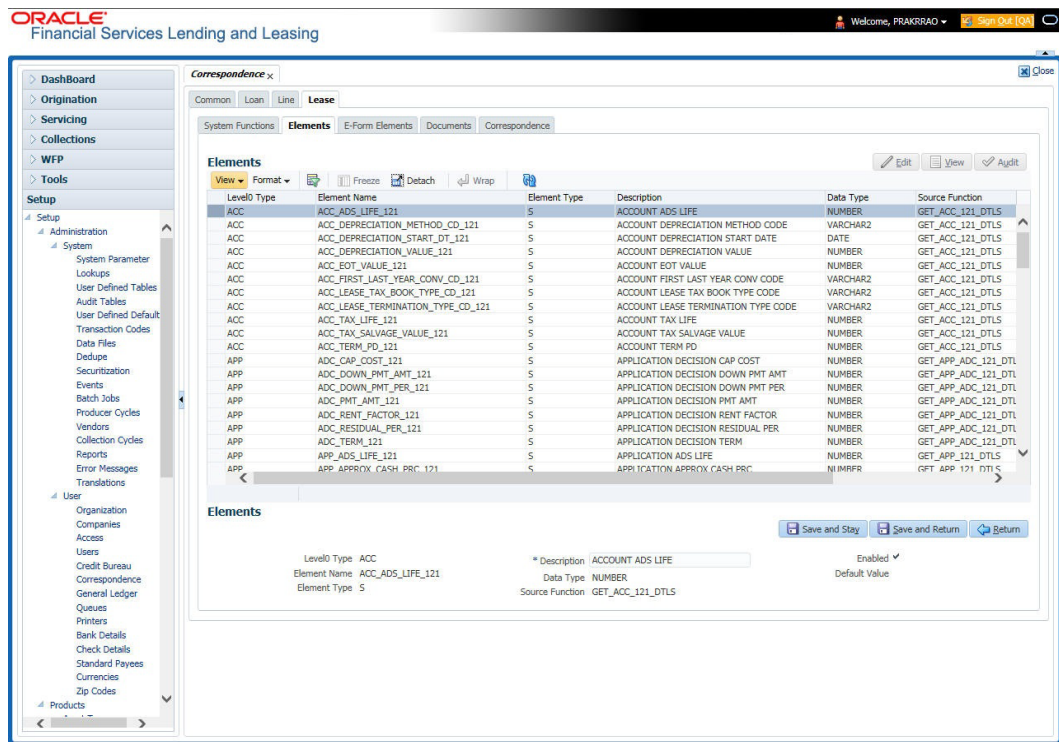 ORACLE
Financial Services Lending and Leasing
Welcome, PRAKRRAO
Sign Out [QA]
Close
DashBoard
Origination
Servicing
Collections
WFP
Tools
Setup
Setup
Administration
System
System Parameter
Lookups
User Defined Tables
Audit Tables
User Defined Default
Transaction Codes
Data Files
Dedupe
Securitization
Events
Batch Jobs
Producer Cycles
Vendors
Collection Cycles
Reports
Error Messages
Translations
User
Organization
Companies
Access
Users
Credit Bureau
Correspondence
General Ledger
Queues
Printers
Bank Details
Check Details
Standard Payees
Currencies
Zip Codes
Products
Correspondence x
Common Loan Line Lease
System Functions Elements E-Form Elements Documents Correspondence
Elements
Edit View Audit
View Format Freeze Detach Wrap
Level0 Type Element Name Element Type Description Data Type Source Function
ACC ACC_ADS_LIFE_121 S ACCOUNT ADS LIFE NUMBER GET_ACC_121_DTLS
ACC ACC_DEPRECIATION_METHOD_CD_121 S ACCOUNT DEPRECIATION METHOD CODE VARCHAR2 GET_ACC_121_DTLS
ACC ACC_DEPRECIATION_START_DT_121 S ACCOUNT DEPRECIATION START DATE DATE GET_ACC_121_DTLS
ACC ACC_DEPRECIATION_VALUE_121 S ACCOUNT DEPRECIATION VALUE NUMBER GET_ACC_121_DTLS
ACC ACC_EOT_VALUE_121 S ACCOUNT EOT VALUE NUMBER GET_ACC_121_DTLS
ACC ACC_FIRST_LAST_YEAR_CONV_CD_121 S ACCOUNT FIRST LAST YEAR CONV CODE VARCHAR2 GET_ACC_121_DTLS
ACC ACC_LEASE_TAX_BOOK_TYPE_CD_121 S ACCOUNT LEASE TAX BOOK TYPE CODE VARCHAR2 GET_ACC_121_DTLS
ACC ACC_LEASE_TERMINATION_TYPE_CD_121 S ACCOUNT LEASE TERMINATION TYPE CODE VARCHAR2 GET_ACC_121_DTLS
ACC ACC_TAX_LIFE_121 S ACCOUNT TAX LIFE NUMBER GET_ACC_121_DTLS
ACC ACC_TAX_SALVAGE_VALUE_121 S ACCOUNT TAX SALVAGE VALUE NUMBER GET_ACC_121_DTLS
ACC ACC_TERM_PD_121 S ACCOUNT TERM PD NUMBER GET_ACC_121_DTLS
APP ADC_CAP_COST_121 S APPLICATION DECISION CAP COST NUMBER GET_APP_ADC_121_DTL
APP ADC_DOWN_PMT_AMT_121 S APPLICATION DECISION DOWN PMT AMT NUMBER GET_APP_ADC_121_DTL
APP ADC_DOWN_PMT_PER_121 S APPLICATION DECISION DOWN PMT PER NUMBER GET_APP_ADC_121_DTL
APP ADC_PMT_AMT_121 S APPLICATION DECISION PMT AMT NUMBER GET_APP_ADC_121_DTL
APP ADC_RENT_FACTOR_121 S APPLICATION DECISION RENT FACTOR NUMBER GET_APP_ADC_121_DTL
APP ADC_RESIDUAL_PER_121 S APPLICATION DECISION RESIDUAL PER NUMBER GET_APP_ADC_121_DTL
APP ADC_TERM_121 S APPLICATION DECISION TERM NUMBER GET_APP_ADC_121_DTL
APP APP_ADS_LIFE_121 S APPLICATION ADS LIFE NUMBER GET_APP_121_DTLS
APP APP_APPROX_CASH_PRC_121 S APPLICATION APPROX CASH PRC NUMBER GET_APP_121_DTLS
Elements
Save and Stay Save and Return Return
Level0 Type ACC * Description ACCOUNT ADS LIFE Enabled
Element Name ACC_ADS_LIFE_121 Data Type NUMBER Default Value
Element Type S Source Function GET_ACC_121_DTLS